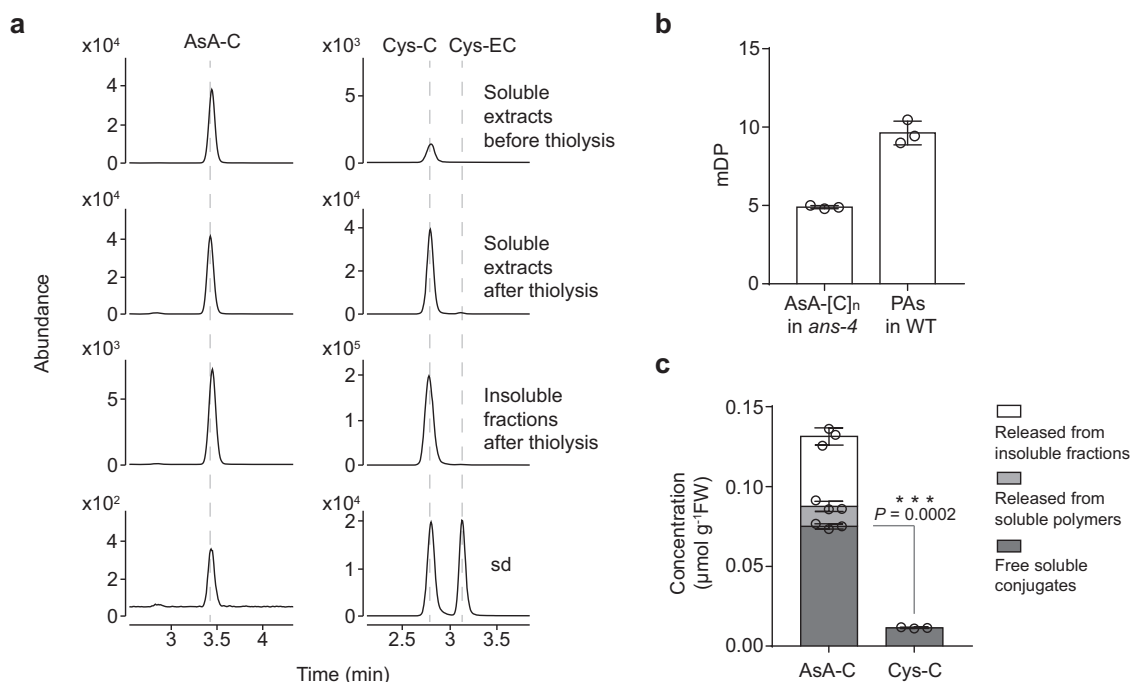 a
AsA-C
Cys-C
Cys-EC
x10⁴
4
2
0
x10³
5
0
Soluble
extracts
before thiolysis
x10⁴
4
2
0
x10⁴
4
2
0
Soluble
extracts
after thiolysis
x10³
5
0
x10⁵
2
1
0
Insoluble
fractions
after thiolysis
x10²
4
2
0
x10⁴
2
1
0
sd
3
3.5
4
2.5
3
3.5
Abundance
Time (min)
b
15
10
5
0
mDP
AsA-[C]n
in ans-4
PAs
in WT
c
0.15
0.10
0.05
0.00
Concentration
(µmol g⁻¹FW)
***
P = 0.0002
AsA-C
Cys-C
Released from
insoluble fractions
Released from
soluble polymers
Free soluble
conjugates